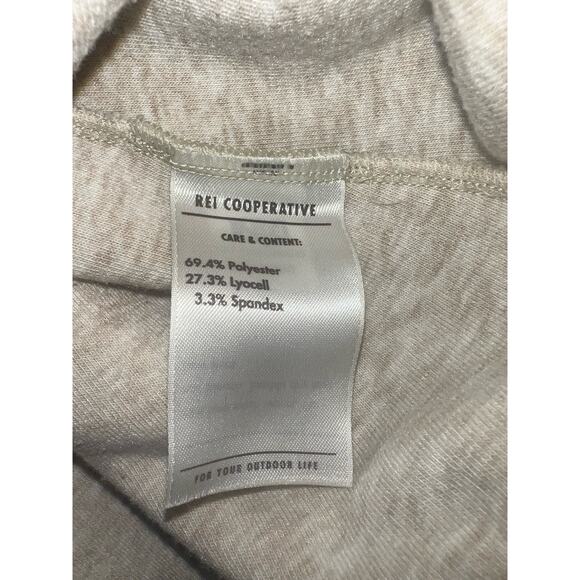 REI COOPERATIVE
CARE & CONTENT:
69.4% Polyester
27.3% Lyocell
3.3% Spandex
FOR YOUR OUTDOOR LIFE